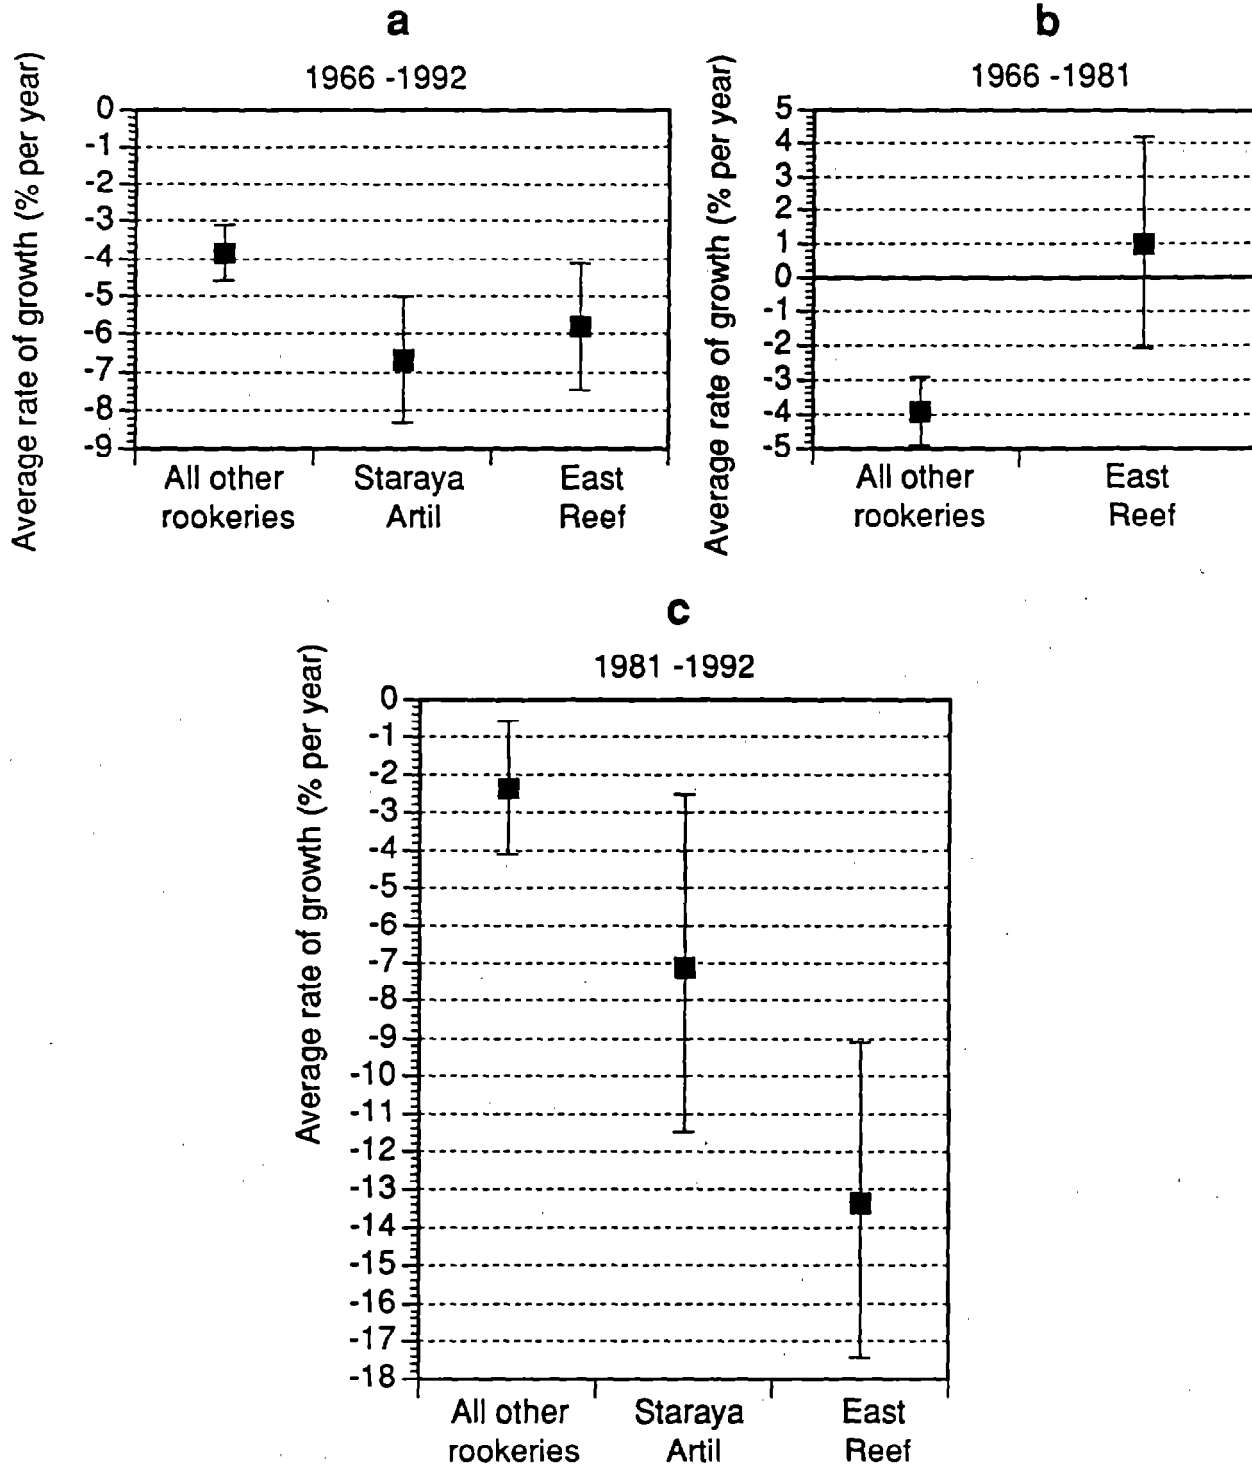 a
1966 -1992
Average rate of growth (% per year)
0
-1
-2
-3
-4
-5
-6
-7
-8
-9
All other
rookeries
Staraya
Artil
East
Reef
b
1966 -1981
Average rate of growth (% per year)
5
4
3
2
1
0
-1
-2
-3
-4
-5
All other
rookeries
East
Reef
c
1981 -1992
Average rate of growth (% per year)
0
-1
-2
-3
-4
-5
-6
-7
-8
-9
-10
-11
-12
-13
-14
-15
-16
-17
-18
All other
rookeries
Staraya
Artil
East
Reef